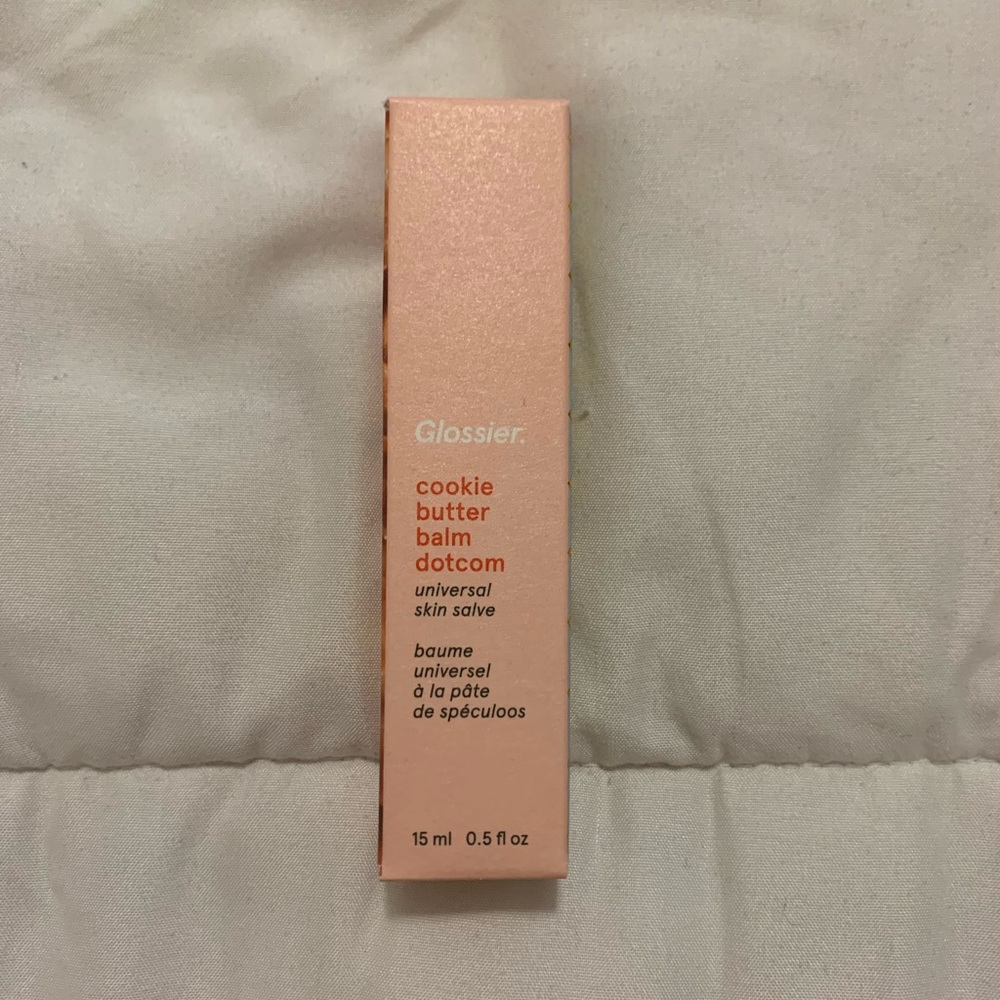 Glossier.
cookie
butter
balm
dotcom
universal
skin salve
baume
universel
à la pâte
de spéculoos
15 ml 0.5 fl oz